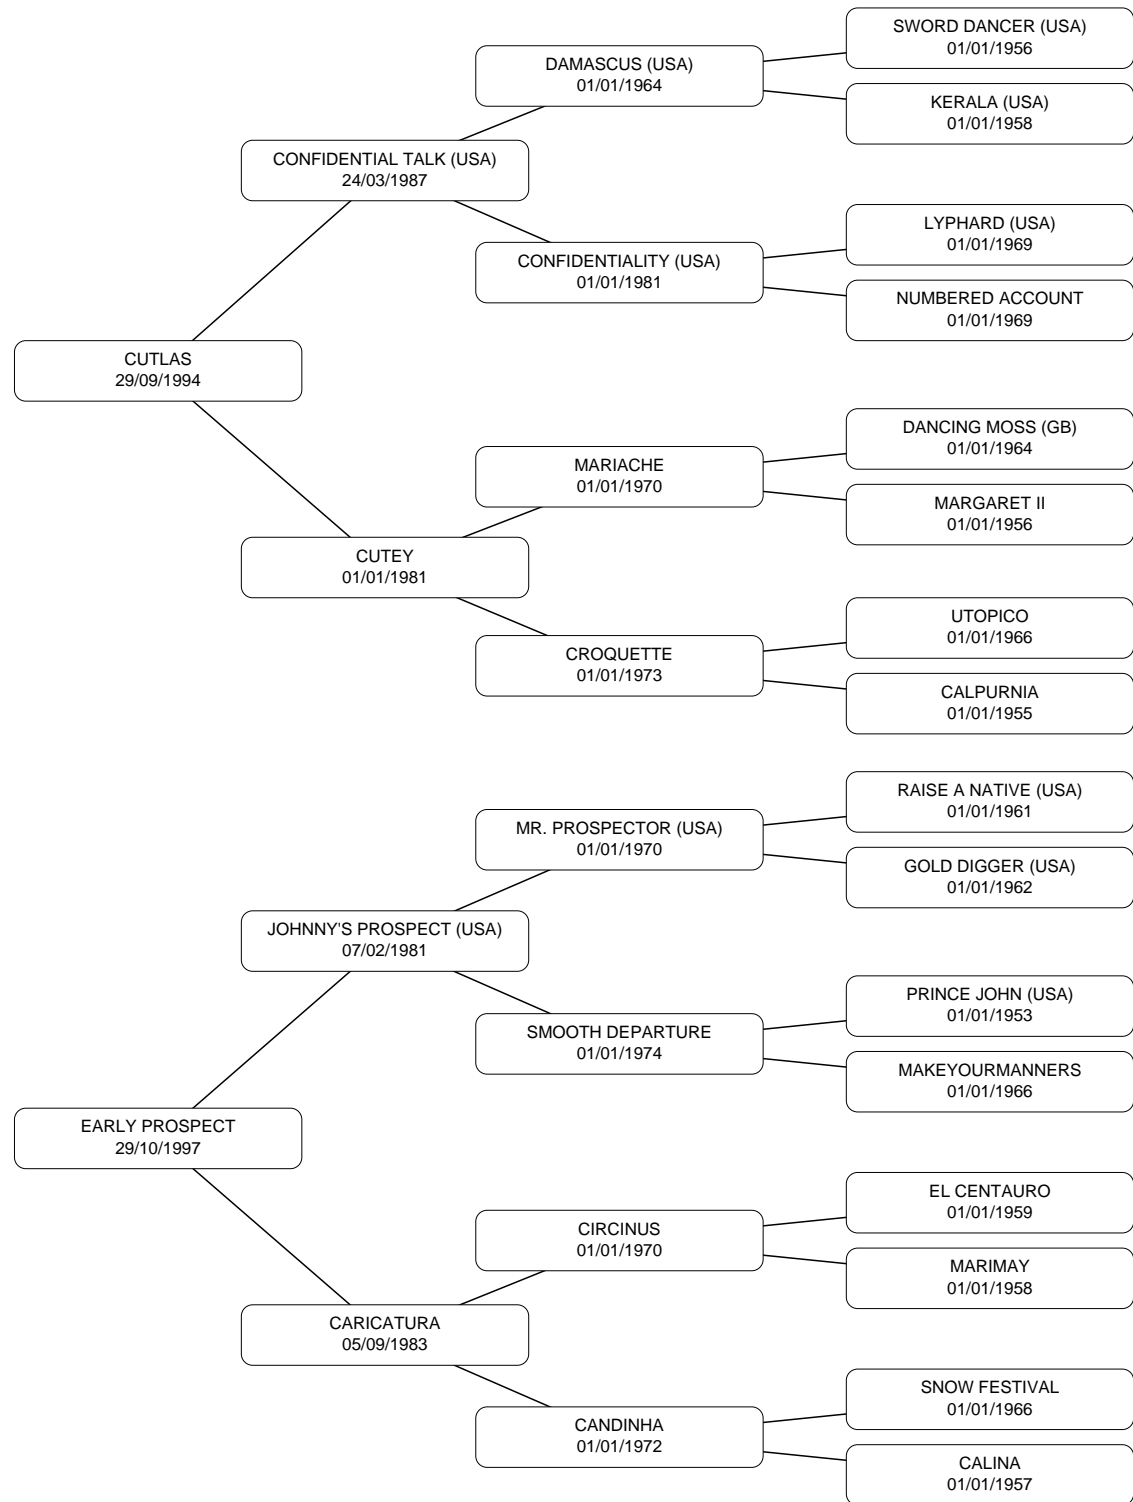 SWORD DANCER (USA)
01/01/1956
DAMASCUS (USA)
01/01/1964
KERALA (USA)
01/01/1958
CONFIDENTIAL TALK (USA)
24/03/1987
LYPHARD (USA)
01/01/1969
CONFIDENTIALITY (USA)
01/01/1981
NUMBERED ACCOUNT
01/01/1969
CUTLAS
29/09/1994
DANCING MOSS (GB)
01/01/1964
MARIACHE
01/01/1970
MARGARET II
01/01/1956
CUTEY
01/01/1981
UTOPICO
01/01/1966
CROQUETTE
01/01/1973
CALPURNIA
01/01/1955
RAISE A NATIVE (USA)
01/01/1961
MR. PROSPECTOR (USA)
01/01/1970
GOLD DIGGER (USA)
01/01/1962
JOHNNY'S PROSPECT (USA)
07/02/1981
PRINCE JOHN (USA)
01/01/1953
SMOOTH DEPARTURE
01/01/1974
MAKEYOURMANNERS
01/01/1966
EARLY PROSPECT
29/10/1997
EL CENTAURO
01/01/1959
CIRCINUS
01/01/1970
MARIMAY
01/01/1958
CARICATURA
05/09/1983
SNOW FESTIVAL
01/01/1966
CANDINHA
01/01/1972
CALINA
01/01/1957